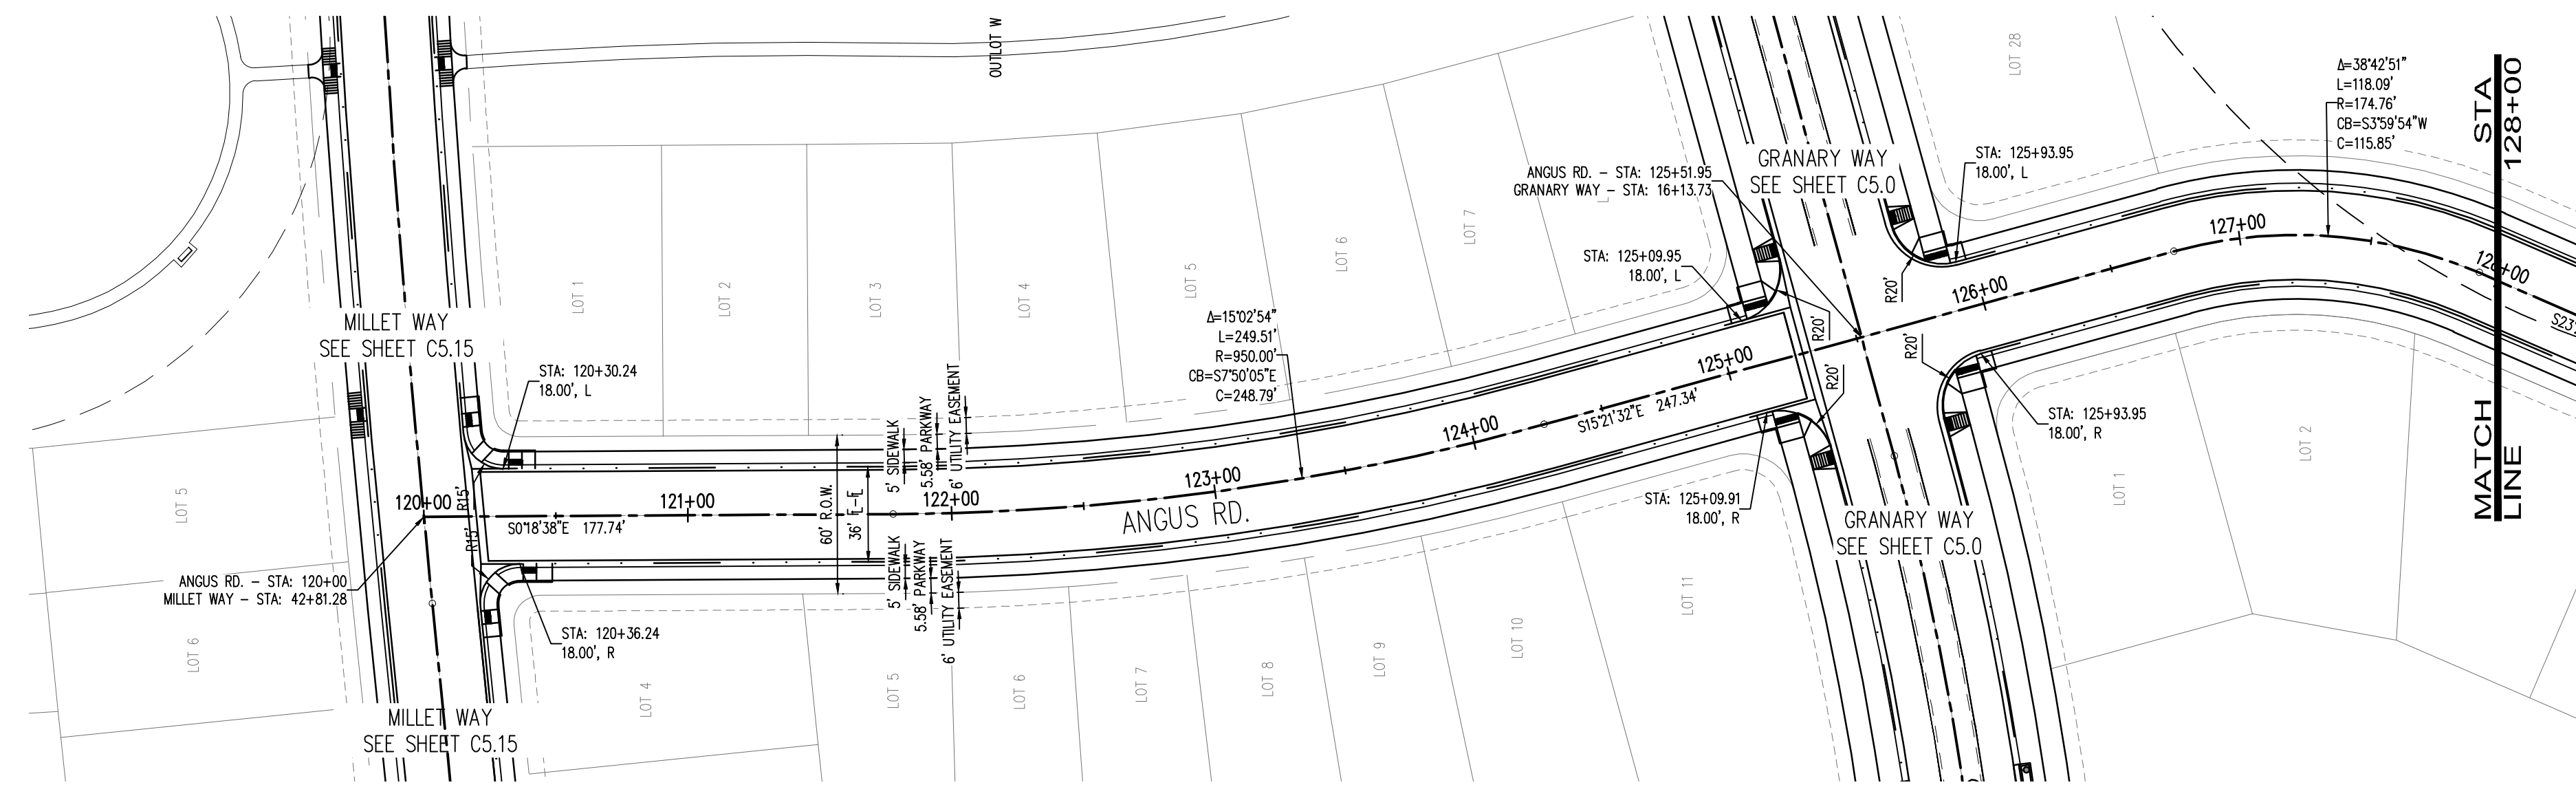 OUTLOT W
LOT 28
Δ=38°42'51"
L=118.09'
R=174.76'
CB=S3°59'54"W
C=115.85'
MATCH LINE
STA 128+00
GRANARY WAY
SEE SHEET C5.0
STA: 125+93.95
18.00', L
ANGUS RD. - STA: 125+51.95
GRANARY WAY - STA: 16+13.73
LOT 1
LOT 2
LOT 3
LOT 4
LOT 5
LOT 6
LOT 7
STA: 125+09.95
18.00', L
R20'
R20'
R20'
R20'
127+00
128+00
126+00
125+00
124+00
123+00
122+00
121+00
120+00
MILLET WAY
SEE SHEET C5.15
STA: 120+30.24
18.00', L
Δ=15°02'54"
L=249.51'
R=950.00'
CB=S7°50'05"E
C=248.79'
5' SIDEWALK
5.58' PARKWAY
6' UTILITY EASEMENT
60' R.O.W.
36' F-F
S15°21'32"E 247.34'
S0°18'38"E 177.74'
R15'
R15'
ANGUS RD.
STA: 125+93.95
18.00', R
STA: 125+09.91
18.00', R
GRANARY WAY
SEE SHEET C5.0
5' SIDEWALK
5.58' PARKWAY
6' UTILITY EASEMENT
ANGUS RD. - STA: 120+00
MILLET WAY - STA: 42+81.28
STA: 120+36.24
18.00', R
LOT 5
LOT 6
LOT 4
LOT 5
LOT 6
LOT 7
LOT 8
LOT 9
LOT 10
LOT 11
LOT 1
LOT 2
MILLET WAY
SEE SHEET C5.15